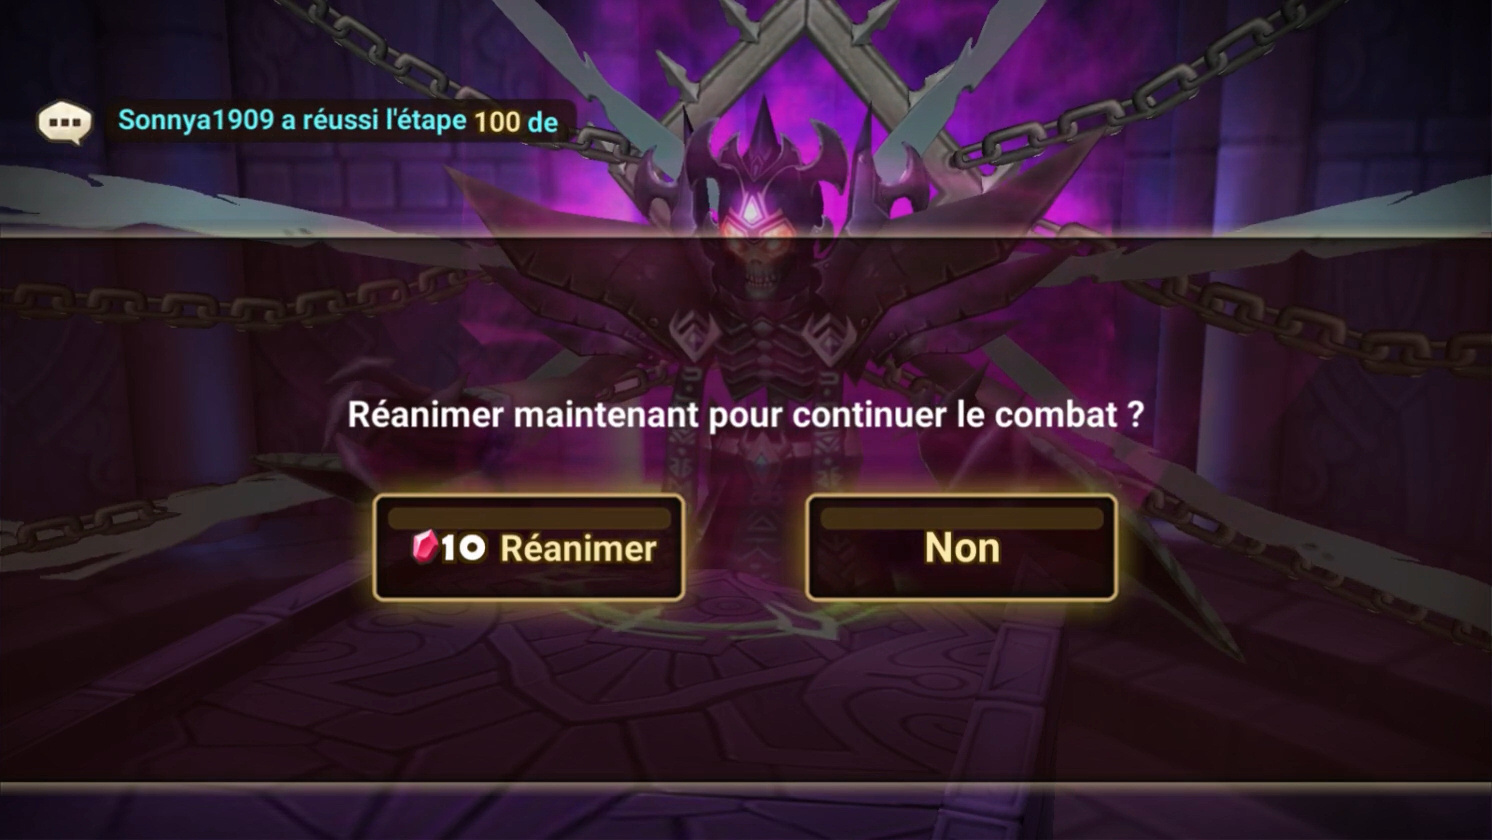 Sonnya1909 a réussi l'étape 100 de
Réanimer maintenant pour continuer le combat ?
10 Réanimer
Non